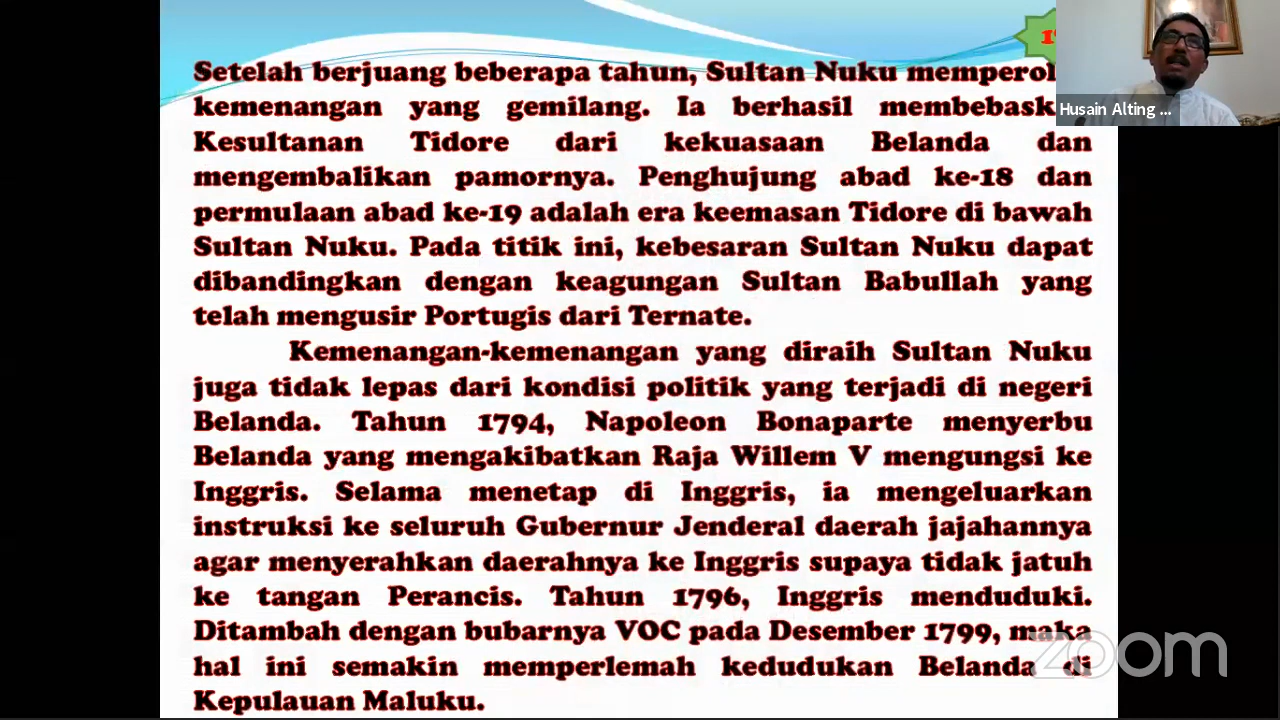 Setelah berjuang beberapa tahun, Sultan Nuku
kemenangan yang gemilang. Ia berhasil
Kesultanan Tidore dari kekuasaan Belanda dan
mengembalikan pamornya. Penghujung abad ke-18 dan
permulaan abad ke-19 adalah era keemasan Tidore di bawah
Sultan Nuku. Pada titik ini, kebesaran Sultan Nuku dapat
dibandingkan dengan keagungan Sultan Babullah yang
telah mengusir Portugis dari Ternate.
Kemenangan-kemenangan yang diraih Sultan Nuku
juga tidak lepas dari kondisi politik yang terjadi di negeri
Belanda. Tahun 1794, Napoleon Bonaparte menyerbu
Belanda yang mengakibatkan Raja Willem V mengungsi ke
Inggris. Selama menetap di Inggris, ia mengeluarkan
instruksi ke seluruh Gubernur Jenderal daerah jajahannya
agar menyerahkan daerahnya ke Inggris supaya tidak jatuh
ke tangan Perancis. Tahun 1796, Inggris menduduki.
Ditambah dengan bubarnya VOC pada Desember 1799, maka
hal ini semakin memperlemah kedudukan Belanda di
Kepulauan Maluku.
Husain Alting ...
zoom